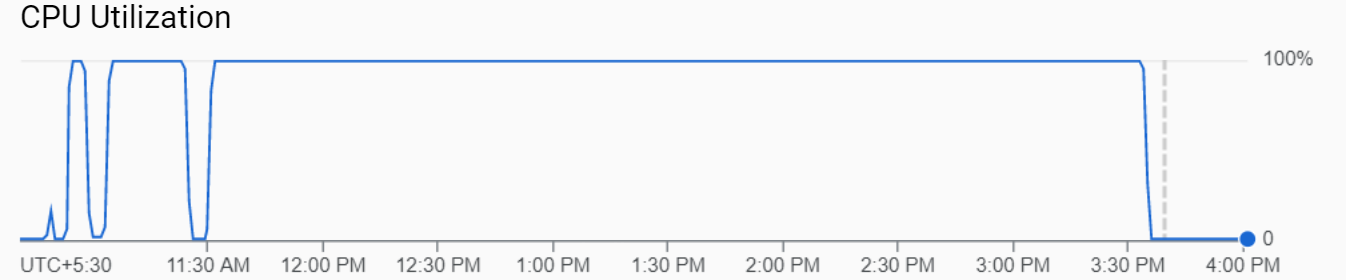 CPU Utilization
100%
0
UTC+5:30 11:30 AM 12:00 PM 12:30 PM 1:00 PM 1:30 PM 2:00 PM 2:30 PM 3:00 PM 3:30 PM 4:00 PM